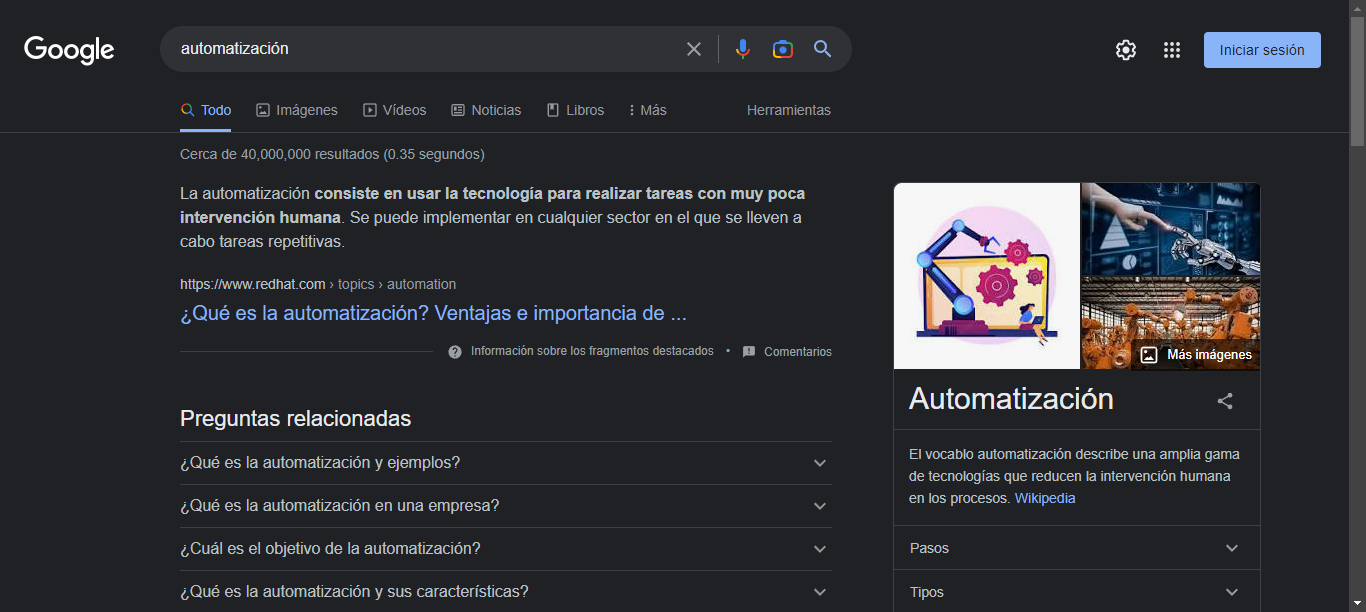 Google
automatización
Iniciar sesión
Todo
Imágenes
Vídeos
Noticias
Libros
Más
Herramientas
Cerca de 40,000,000 resultados (0.35 segundos)
La automatización consiste en usar la tecnología para realizar tareas con muy poca
intervención humana. Se puede implementar en cualquier sector en el que se lleven a
cabo tareas repetitivas.
https://www.redhat.com › topics › automation
¿Qué es la automatización? Ventajas e importancia de ...
Información sobre los fragmentos destacados • Comentarios
Preguntas relacionadas
¿Qué es la automatización y ejemplos?
¿Qué es la automatización en una empresa?
¿Cuál es el objetivo de la automatización?
¿Qué es la automatización y sus características?
Más imágenes
Automatización
El vocablo automatización describe una amplia gama
de tecnologías que reducen la intervención humana
en los procesos. Wikipedia
Pasos
Tipos